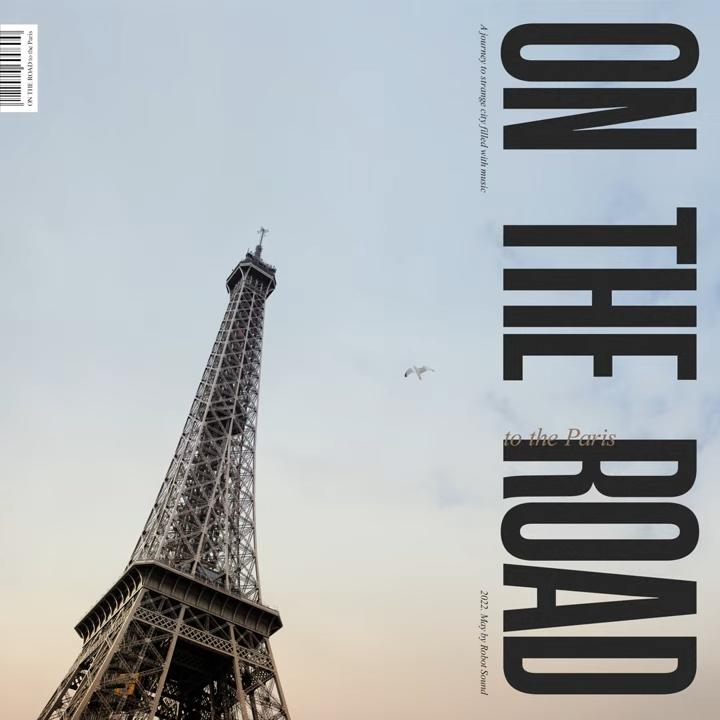 ON THE ROAD
to the Paris
A journey to strange city filled with music
2022. May by Robot Sound
ON THE ROAD to the Paris